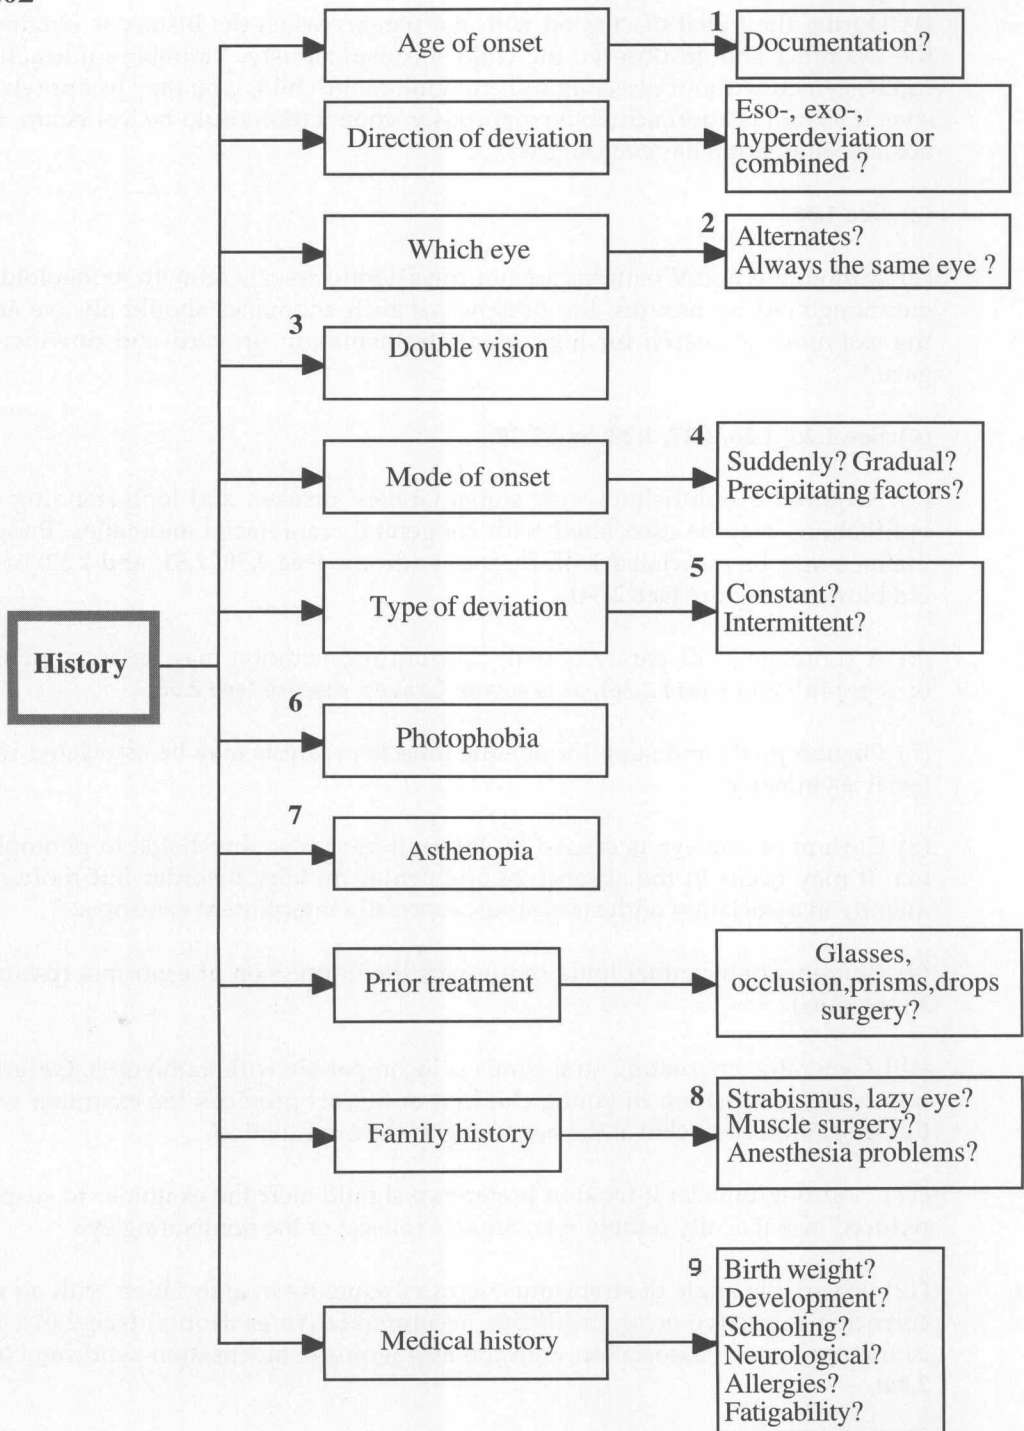 1
Age of onset
Documentation?
Direction of deviation
Eso-, exo-,
hyperdeviation or
combined ?
2
Which eye
Alternates?
Always the same eye ?
3
Double vision
4
Mode of onset
Suddenly? Gradual?
Precipitating factors?
5
Type of deviation
Constant?
Intermittent?
History
6
Photophobia
7
Asthenopia
Prior treatment
Glasses,
occlusion,prisms,drops
surgery?
8
Family history
Strabismus, lazy eye?
Muscle surgery?
Anesthesia problems?
9
Medical history
Birth weight?
Development?
Schooling?
Neurological?
Allergies?
Fatigability?